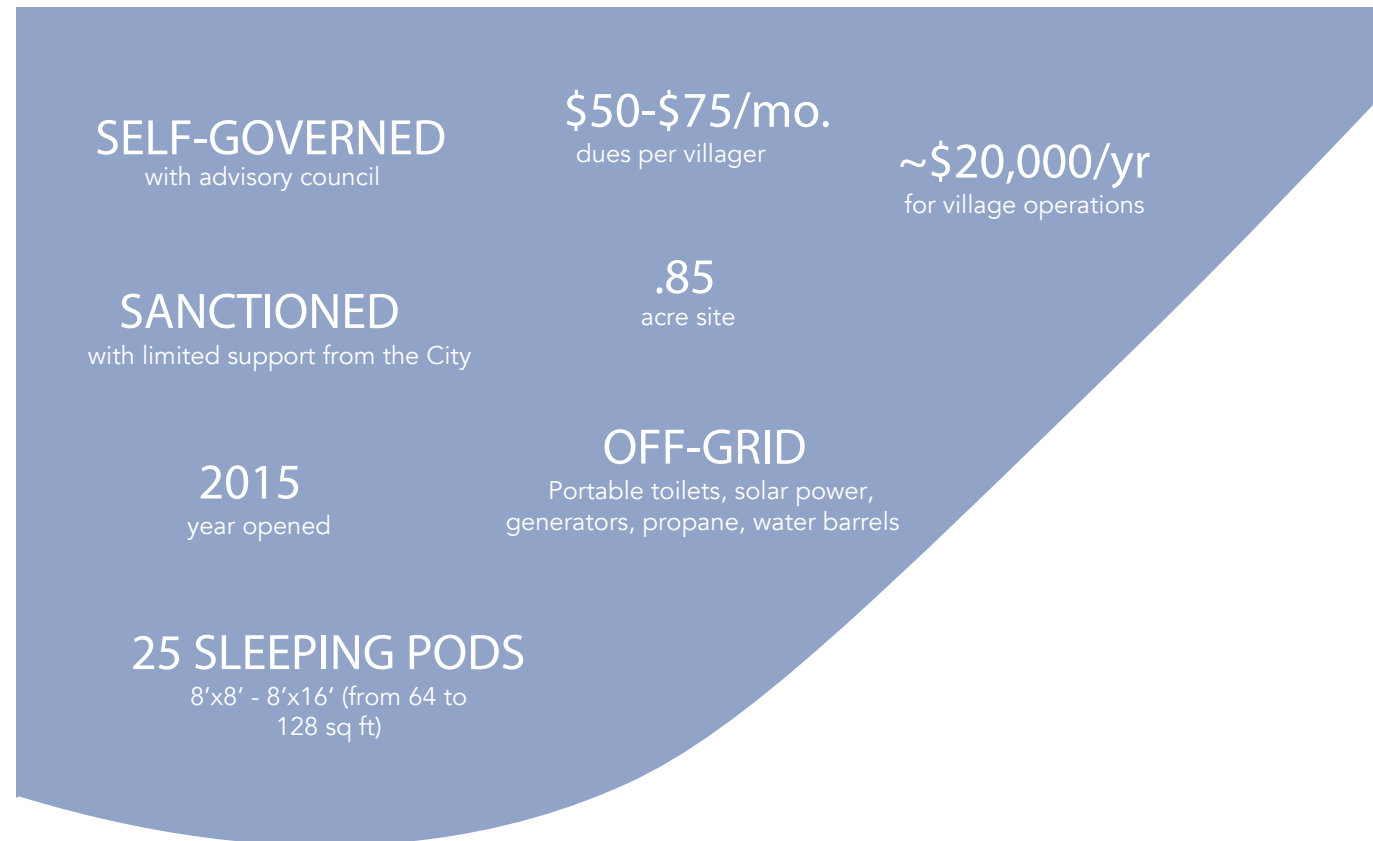 SELF-GOVERNED
with advisory council
$50-$75/mo.
dues per villager
~$20,000/yr
for village operations
SANCTIONED
with limited support from the City
.85
acre site
2015
year opened
OFF-GRID
Portable toilets, solar power,
generators, propane, water barrels
25 SLEEPING PODS
8’x8’ - 8’x16’ (from 64 to
128 sq ft)